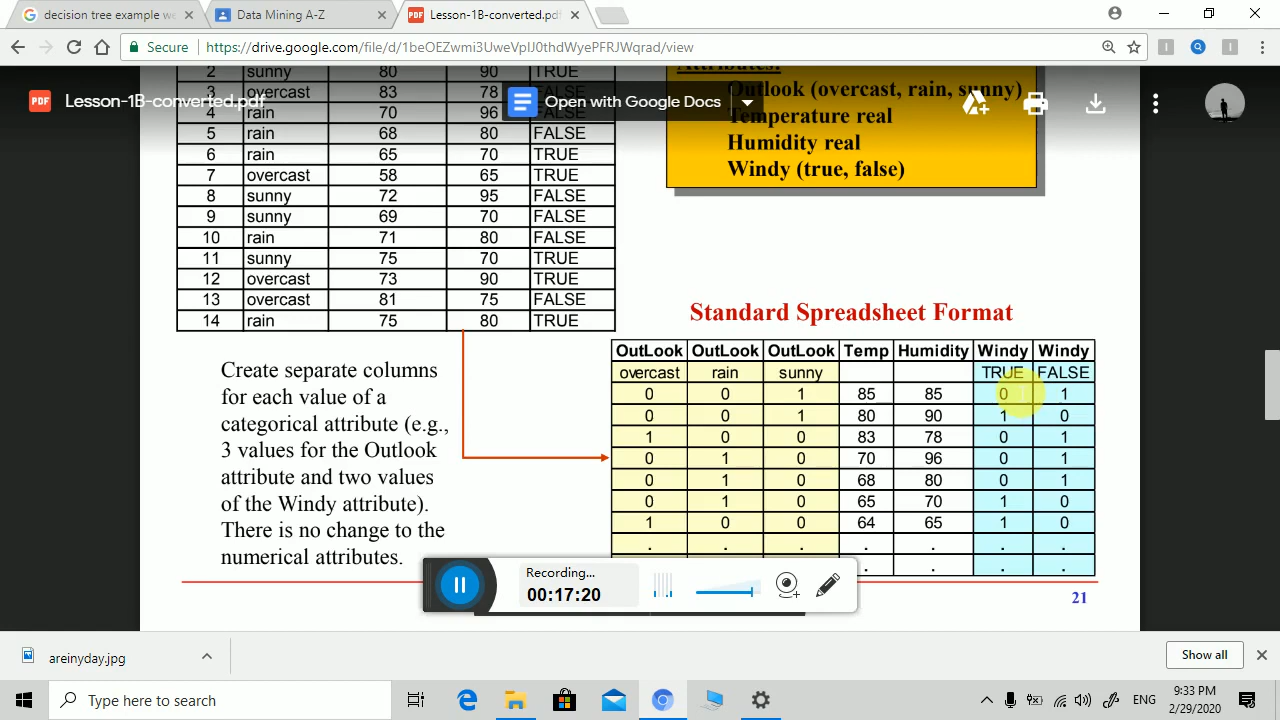 decision tree example we
Data Mining A-Z
Lesson-1B-converted.pdf
Secure
https://drive.google.com/file/d/1beOEZwmi3UweVpIJ0thdWyePFRJWqrad/view
Lesson-1B-converted.pdf
Open with Google Docs
2 sunny 80 90 TRUE
3 overcast 83 78 FALSE
4 rain 70 96 FALSE
5 rain 68 80 FALSE
6 rain 65 70 TRUE
7 overcast 58 65 TRUE
8 sunny 72 95 FALSE
9 sunny 69 70 FALSE
10 rain 71 80 FALSE
11 sunny 75 70 TRUE
12 overcast 73 90 TRUE
13 overcast 81 75 FALSE
14 rain 75 80 TRUE
Attributes:
Outlook (overcast, rain, sunny)
Temperature real
Humidity real
Windy (true, false)
Create separate columns
for each value of a
categorical attribute (e.g.,
3 values for the Outlook
attribute and two values
of the Windy attribute).
There is no change to the
numerical attributes.
Standard Spreadsheet Format
OutLook OutLook OutLook Temp Humidity Windy Windy
overcast rain sunny TRUE FALSE
0 0 1 85 85 0 1
0 0 1 80 90 1 0
1 0 0 83 78 0 1
0 1 0 70 96 0 1
0 1 0 68 80 0 1
0 1 0 65 70 1 0
1 0 0 64 65 1 0
. . . . . . .
. . . .
21
Recording...
00:17:20
areinyday.jpg
Show all
Type here to search
ENG
9:33 PM
2/29/2020